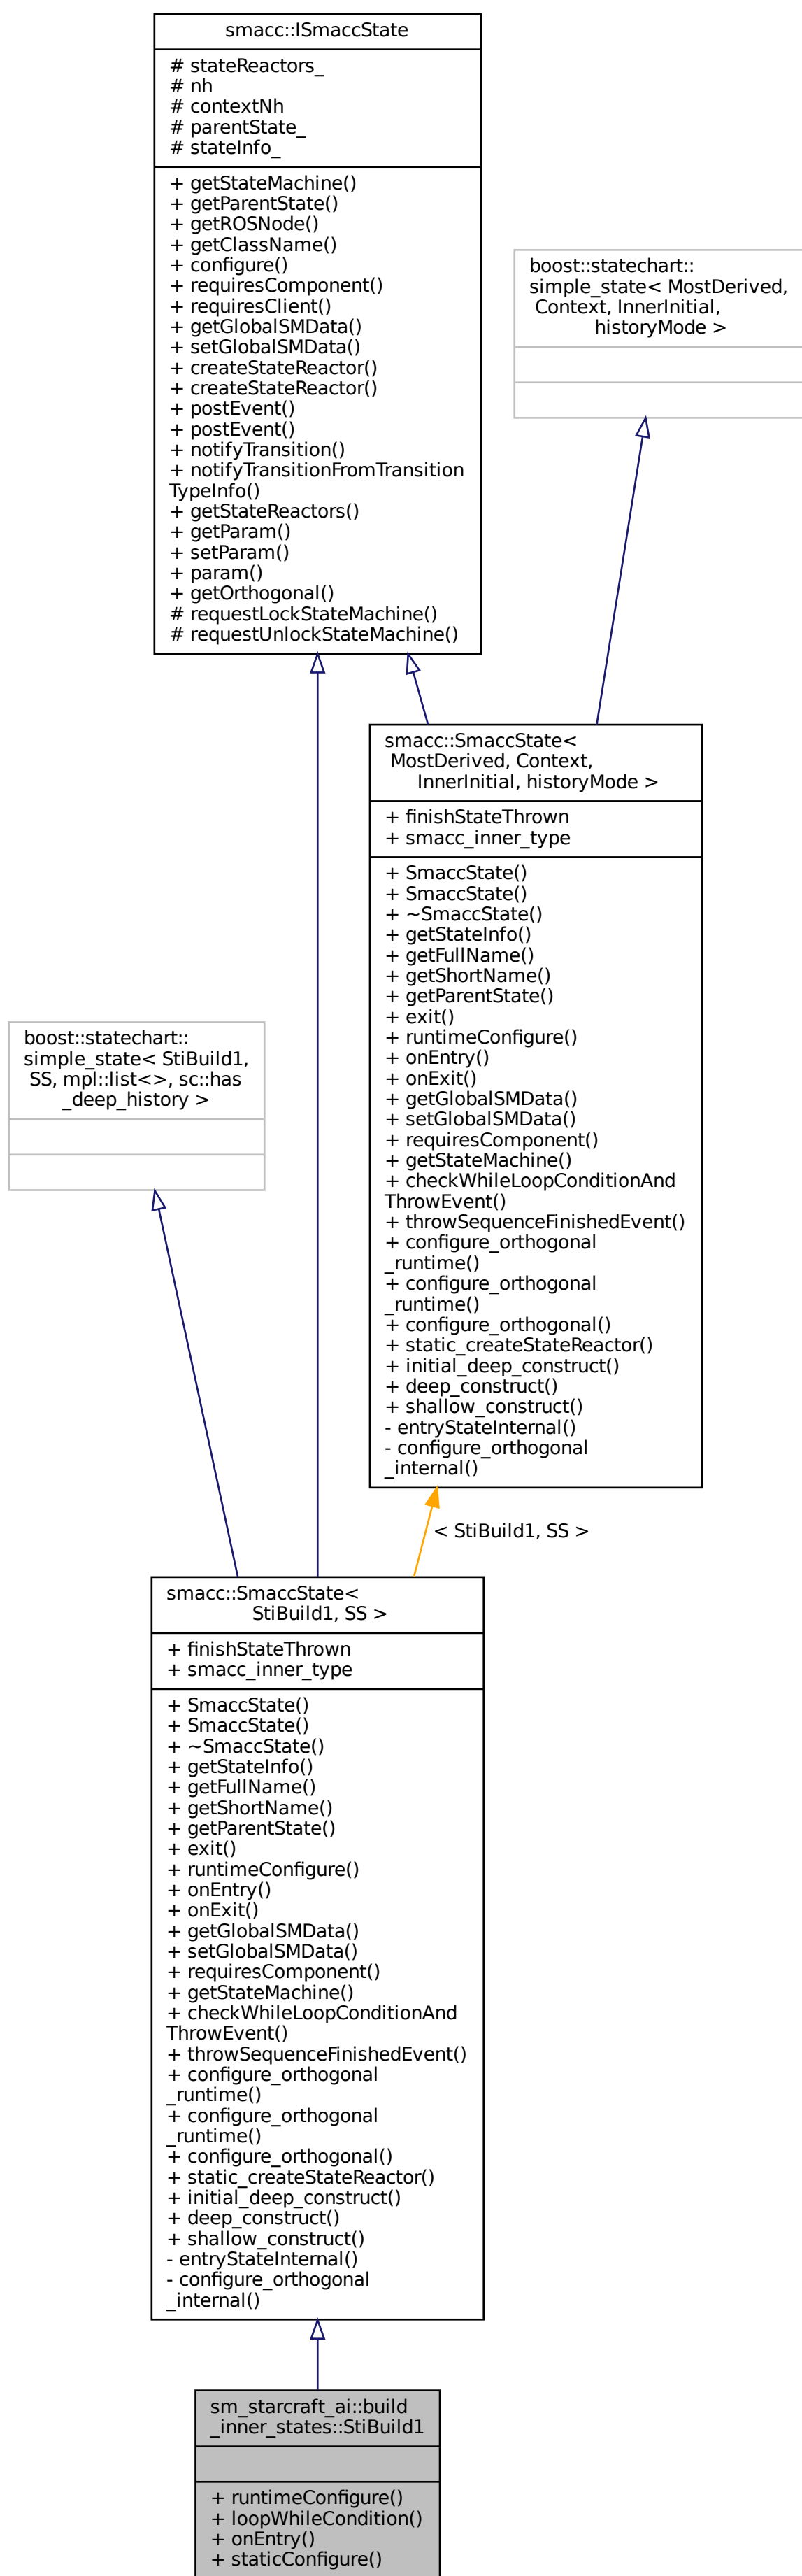 smacc::ISmaccState
# stateReactors_
# nh
# contextNh
# parentState_
# stateInfo_
+ getStateMachine()
+ getParentState()
+ getROSNode()
+ getClassName()
+ configure()
+ requiresComponent()
+ requiresClient()
+ getGlobalSMData()
+ setGlobalSMData()
+ createStateReactor()
+ createStateReactor()
+ postEvent()
+ postEvent()
+ notifyTransition()
+ notifyTransitionFromTransition
TypeInfo()
+ getStateReactors()
+ getParam()
+ setParam()
+ param()
+ getOrthogonal()
# requestLockStateMachine()
# requestUnlockStateMachine()
boost::statechart::
simple_state< MostDerived,
Context, InnerInitial,
historyMode >
smacc::SmaccState<
MostDerived, Context,
InnerInitial, historyMode >
+ finishStateThrown
+ smacc_inner_type
+ SmaccState()
+ SmaccState()
+ ~SmaccState()
+ getStateInfo()
+ getFullName()
+ getShortName()
+ getParentState()
+ exit()
+ runtimeConfigure()
+ onEntry()
+ onExit()
+ getGlobalSMData()
+ setGlobalSMData()
+ requiresComponent()
+ getStateMachine()
+ checkWhileLoopConditionAnd
ThrowEvent()
+ throwSequenceFinishedEvent()
+ configure_orthogonal
_runtime()
+ configure_orthogonal
_runtime()
+ configure_orthogonal()
+ static_createStateReactor()
+ initial_deep_construct()
+ deep_construct()
+ shallow_construct()
- entryStateInternal()
- configure_orthogonal
_internal()
boost::statechart::
simple_state< StiBuild1,
SS, mpl::list<>, sc::has
_deep_history >
< StiBuild1, SS >
smacc::SmaccState<
StiBuild1, SS >
+ finishStateThrown
+ smacc_inner_type
+ SmaccState()
+ SmaccState()
+ ~SmaccState()
+ getStateInfo()
+ getFullName()
+ getShortName()
+ getParentState()
+ exit()
+ runtimeConfigure()
+ onEntry()
+ onExit()
+ getGlobalSMData()
+ setGlobalSMData()
+ requiresComponent()
+ getStateMachine()
+ checkWhileLoopConditionAnd
ThrowEvent()
+ throwSequenceFinishedEvent()
+ configure_orthogonal
_runtime()
+ configure_orthogonal
_runtime()
+ configure_orthogonal()
+ static_createStateReactor()
+ initial_deep_construct()
+ deep_construct()
+ shallow_construct()
- entryStateInternal()
- configure_orthogonal
_internal()
sm_starcraft_ai::build
_inner_states::StiBuild1
+ runtimeConfigure()
+ loopWhileCondition()
+ onEntry()
+ staticConfigure()